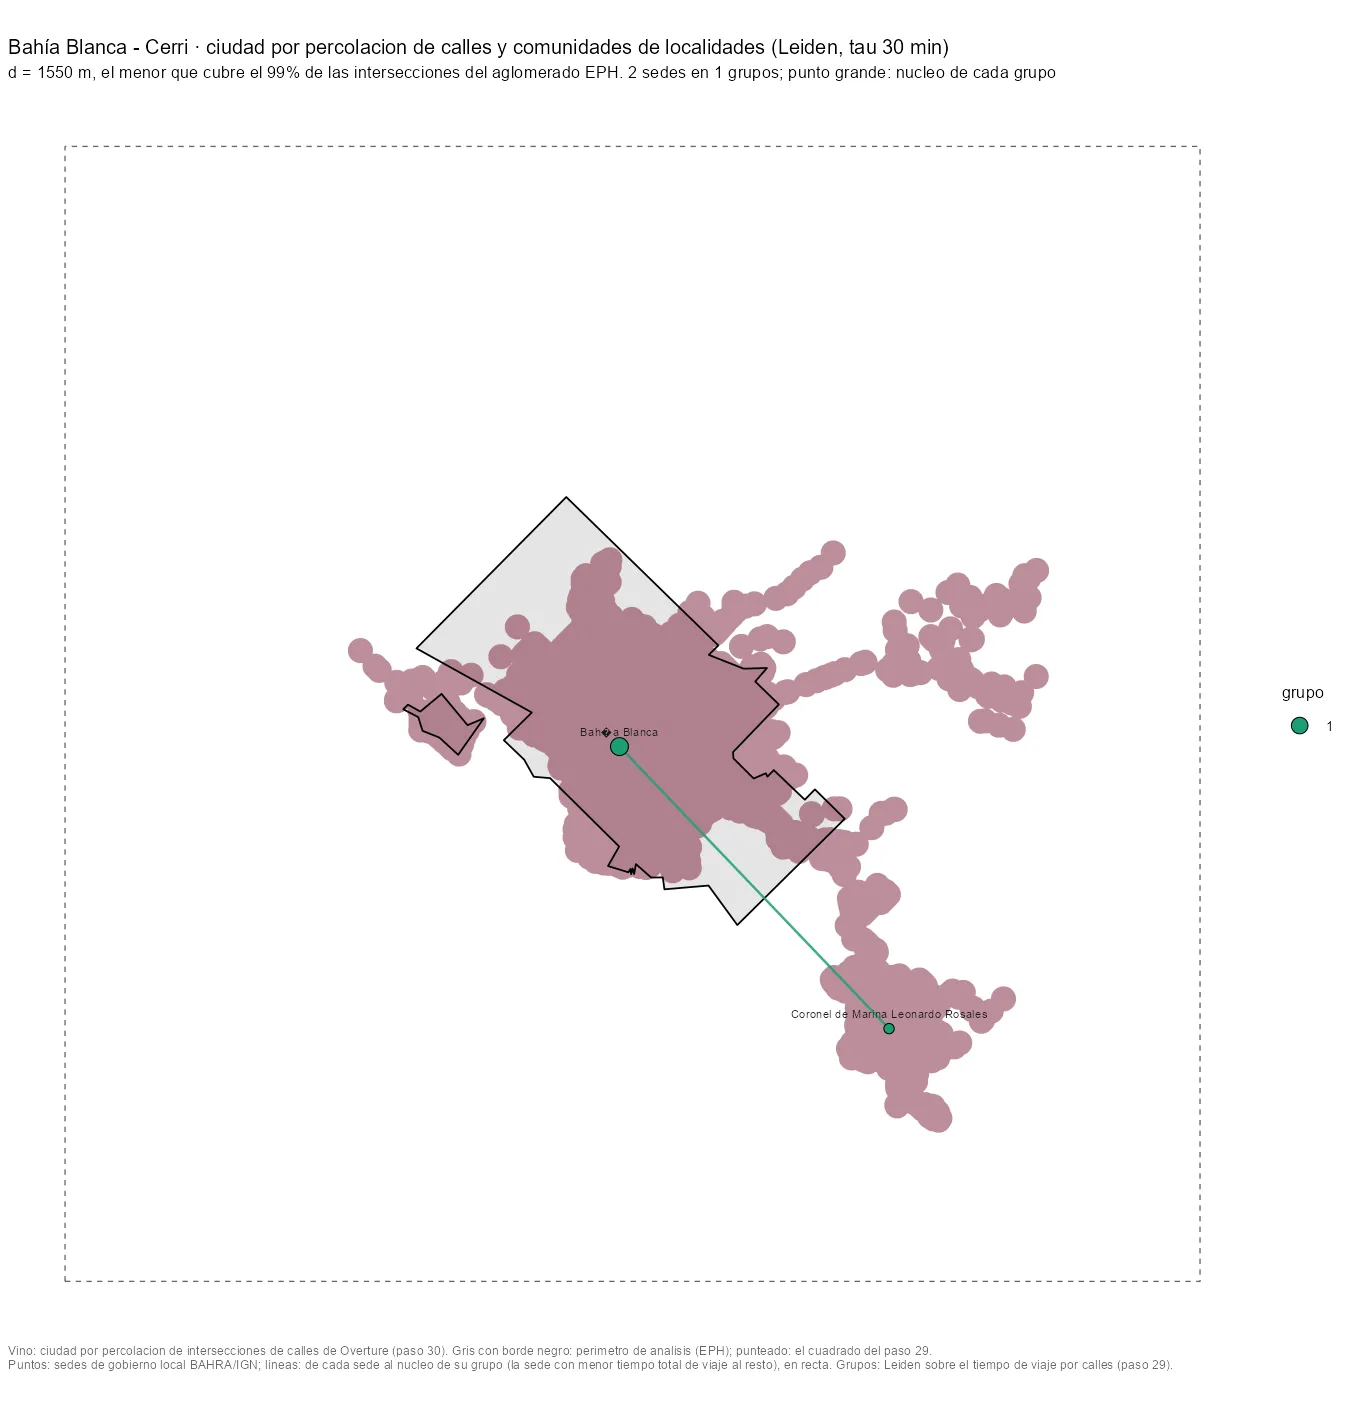 Bahía Blanca - Cerri · ciudad por percolacion de calles y comunidades de localidades (Leiden, tau 30 min)
d = 1550 m, el menor que cubre el 99% de las intersecciones del aglomerado EPH. 2 sedes en 1 grupos; punto grande: nucleo de cada grupo
grupo
1
Bah�a Blanca
Coronel de Marina Leonardo Rosales
Vino: ciudad por percolacion de intersecciones de calles de Overture (paso 30). Gris con borde negro: perimetro de analisis (EPH); punteado: el cuadrado del paso 29.
Puntos: sedes de gobierno local BAHRA/IGN; lineas: de cada sede al nucleo de su grupo (la sede con menor tiempo total de viaje al resto), en recta. Grupos: Leiden sobre el tiempo de viaje por calles (paso 29).